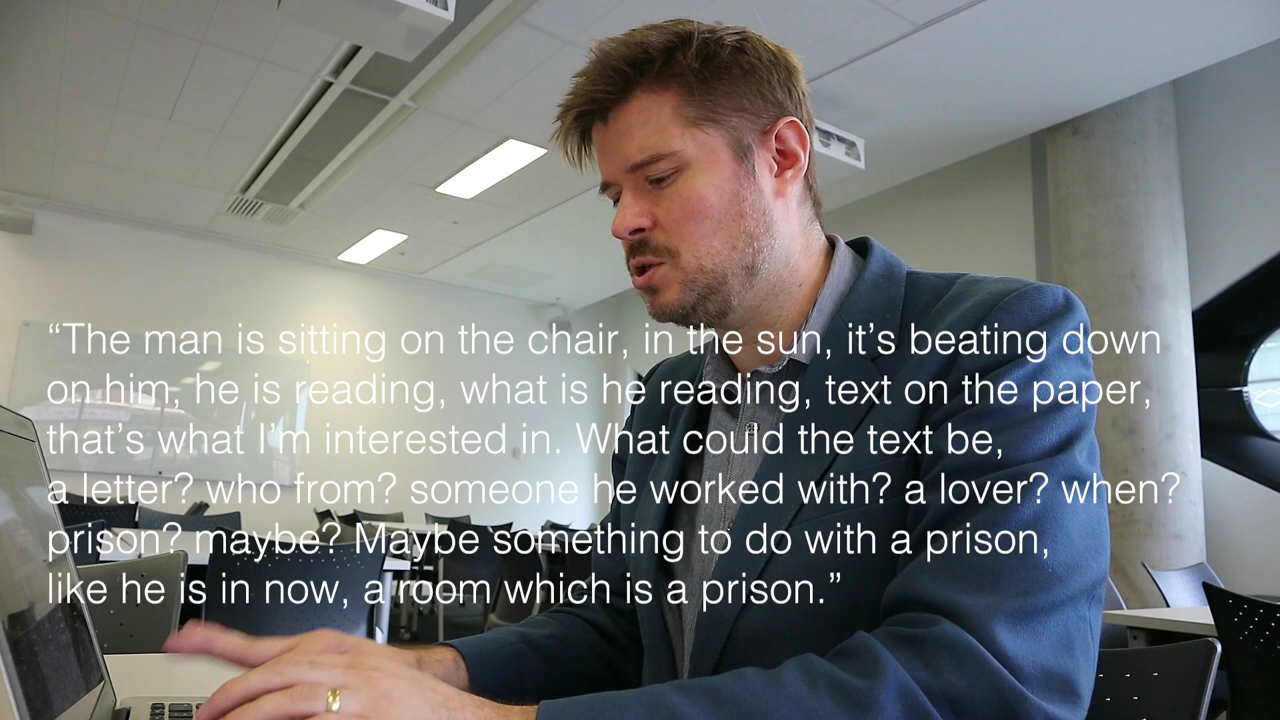 “The man is sitting on the chair, in the sun, it’s beating down
on him, he is reading, what is he reading, text on the paper,
that’s what I’m interested in. What could the text be,
a letter? who from? someone he worked with? a lover? when?
prison? maybe? Maybe something to do with a prison,
like he is in now, a room which is a prison.”